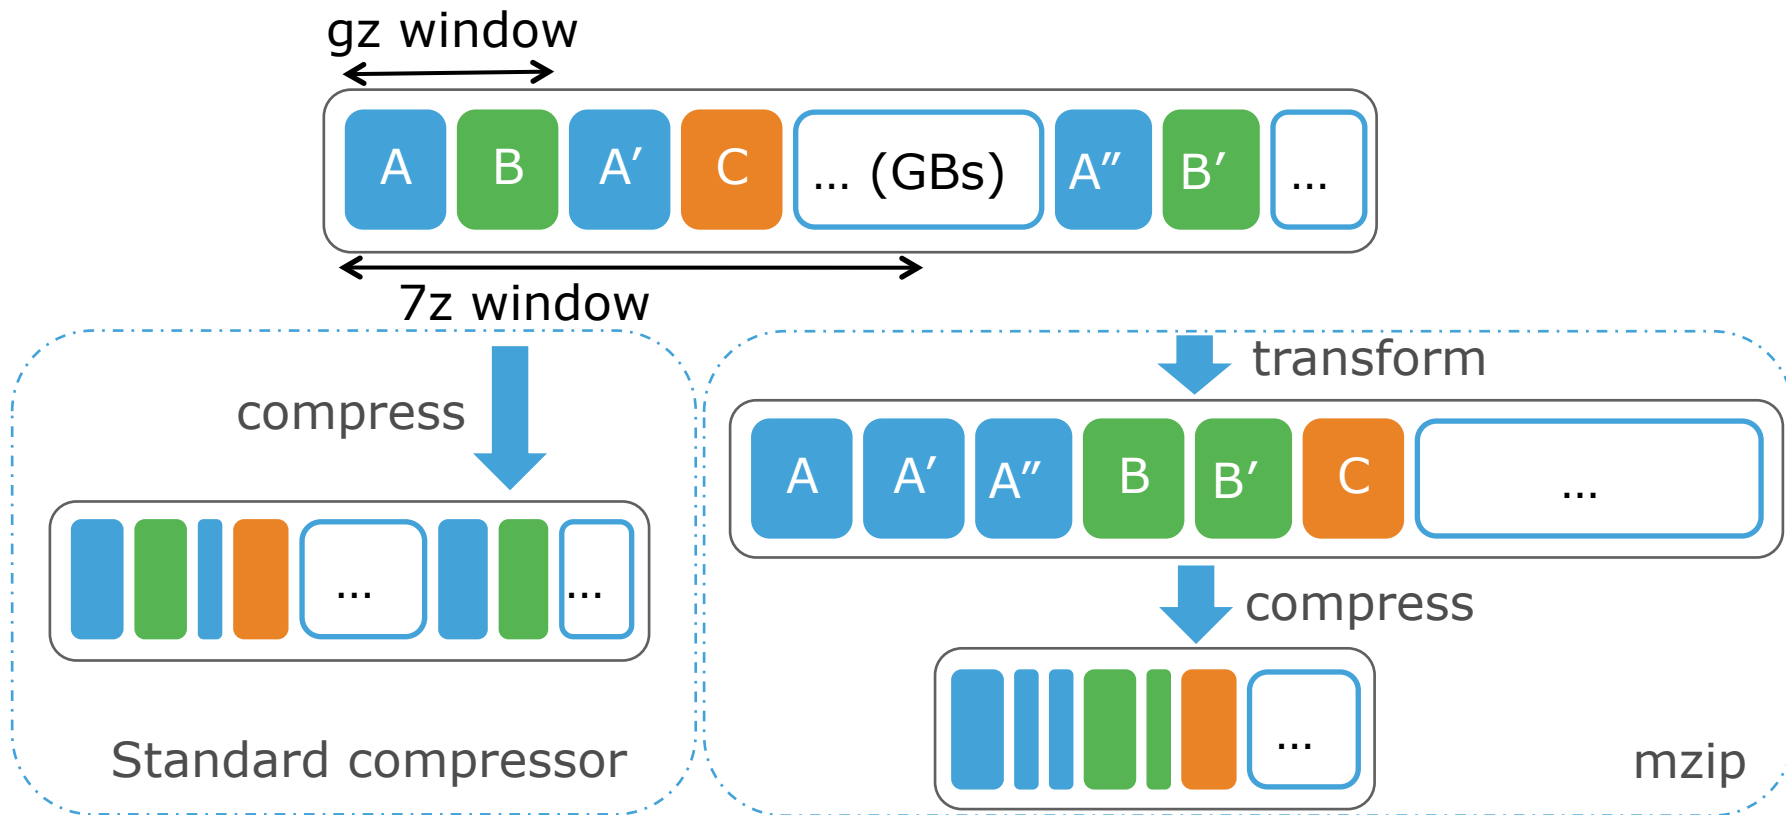 gz window
A B A′ C ... (GBs) A″ B′ ...
7z window
compress
... ...
Standard compressor
transform
A A′ A″ B B′ C ...
compress
...
mzip